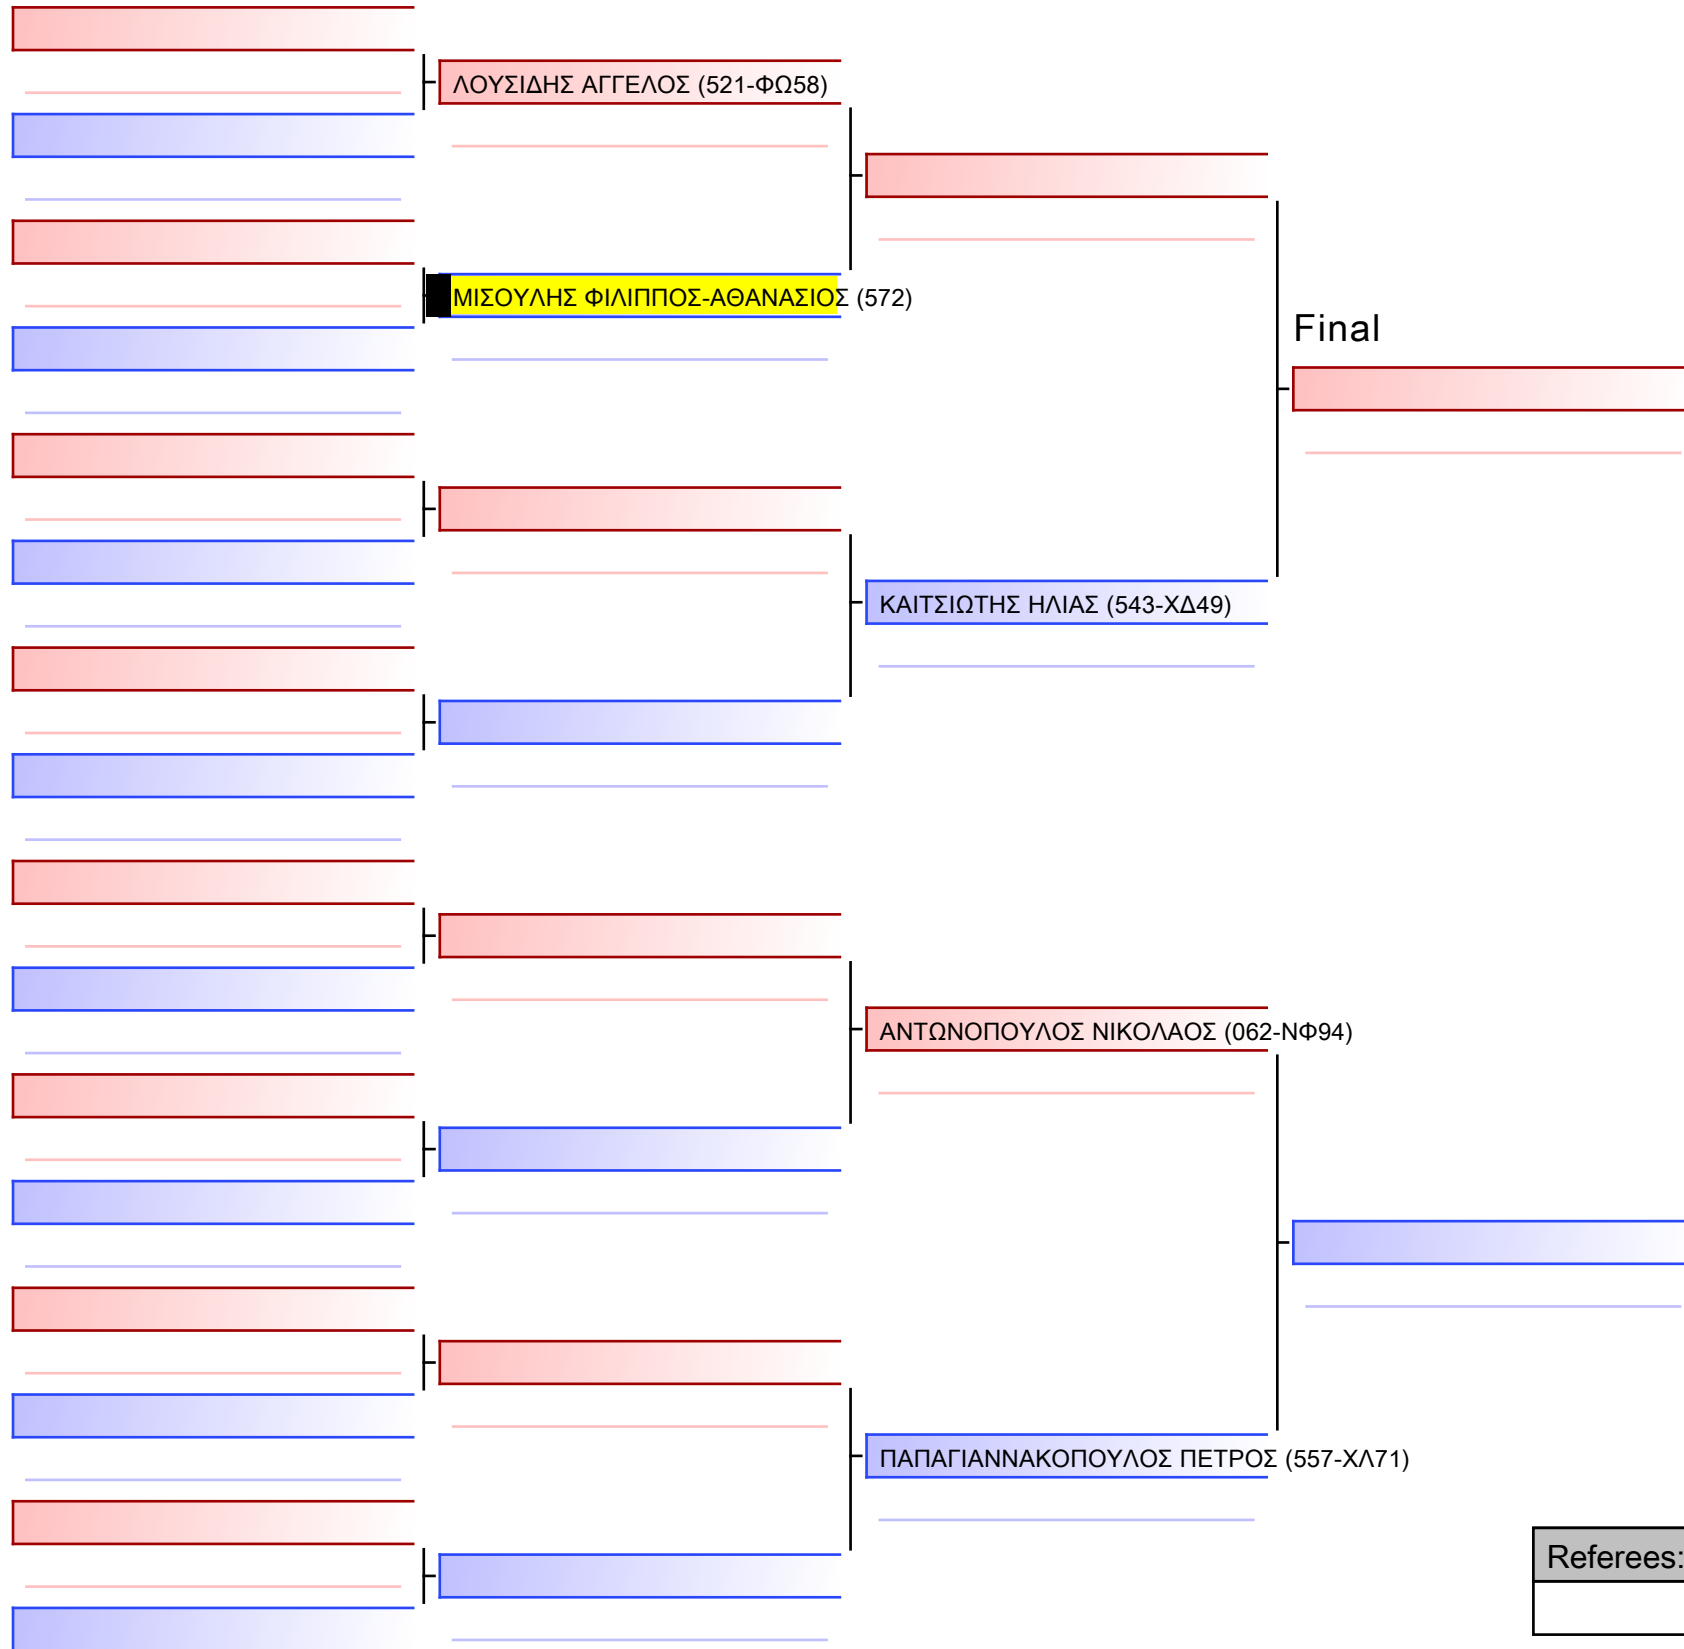 ΛΟΥΣΙΔΗΣ ΑΓΓΕΛΟΣ (521-ΦΩ58)
ΜΙΣΟΥΛΗΣ ΦΙΛΙΠΠΟΣ-ΑΘΑΝΑΣΙΟΣ (572)
Final
ΚΑΙΤΣΙΩΤΗΣ ΗΛΙΑΣ (543-ΧΔ49)
ΑΝΤΩΝΟΠΟΥΛΟΣ ΝΙΚΟΛΑΟΣ (062-ΝΦ94)
ΠΑΠΑΓΙΑΝΝΑΚΟΠΟΥΛΟΣ ΠΕΤΡΟΣ (557-ΧΛ71)
Referees: